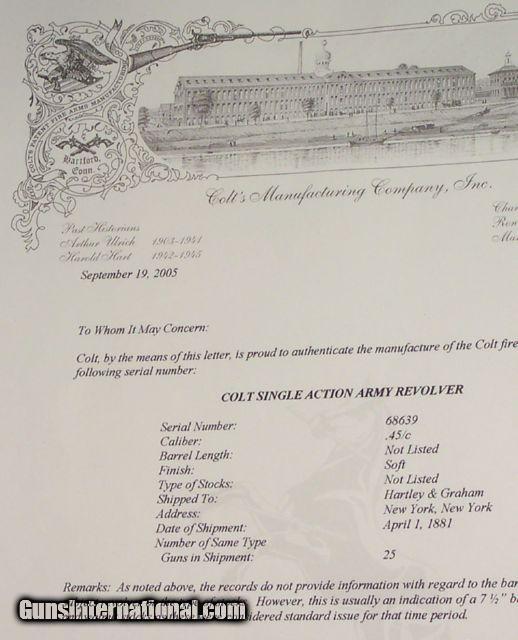 COLT'S PATENT FIRE ARMS MANUFACTURING
Hartford,
Conn.
Colt's Manufacturing Company, Inc.
Past Historians
Arthur Ulrich 1903-1941
Harold Hart 1942-1945
September 19, 2005
To Whom It May Concern:
Colt, by the means of this letter, is proud to authenticate the manufacture of the Colt fire
following serial number:
COLT SINGLE ACTION ARMY REVOLVER
Serial Number: 68639
Caliber: .45/c
Barrel Length: Not Listed
Finish: Soft
Type of Stocks: Not Listed
Shipped To: Hartley & Graham
Address: New York, New York
Date of Shipment: April 1, 1881
Number of Same Type
Guns in Shipment: 25
Remarks: As noted above, the records do not provide information with regard to the bar
However, this is usually an indication of a 7 ½" b
considered standard issue for that time period.
GunsInternational.com